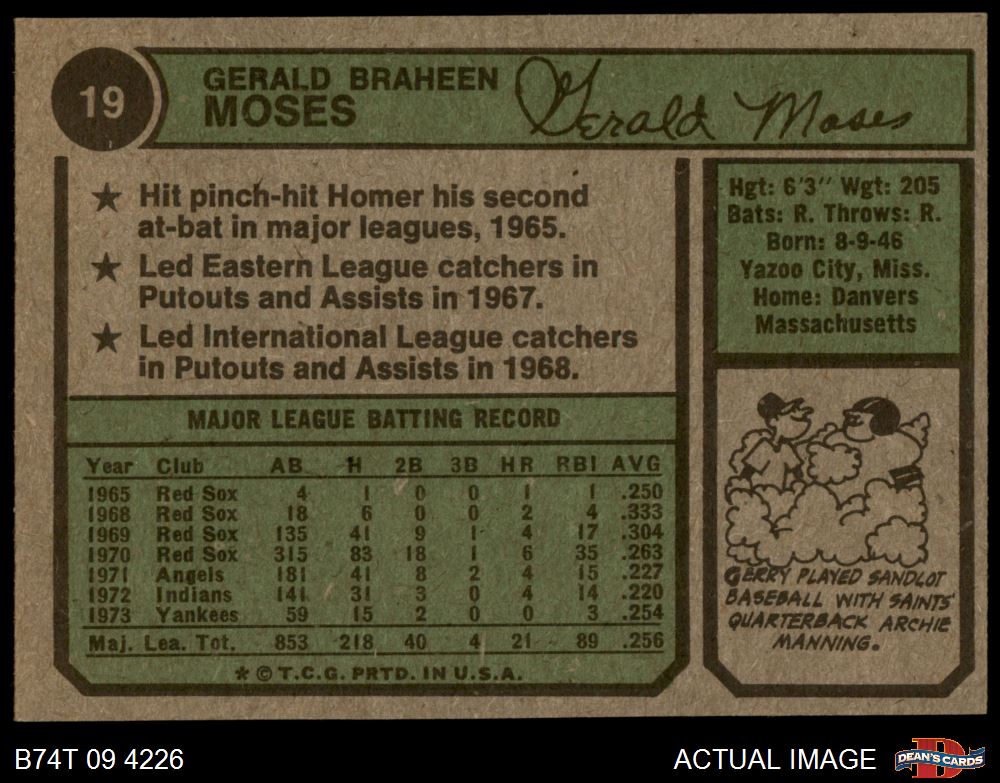 19
GERALD BRAHEEN
MOSES
Gerald Moses
★ Hit pinch-hit Homer his second
at-bat in major leagues, 1965.
★ Led Eastern League catchers in
Putouts and Assists in 1967.
★ Led International League catchers
in Putouts and Assists in 1968.
Hgt: 6'3" Wgt: 205
Bats: R. Throws: R.
Born: 8-9-46
Yazoo City, Miss.
Home: Danvers
Massachusetts
MAJOR LEAGUE BATTING RECORD
Year Club AB H 2B 3B HR RBI AVG
1965 Red Sox 4 1 0 0 1 1 .250
1968 Red Sox 18 6 0 0 2 4 .333
1969 Red Sox 135 41 9 1 4 17 .304
1970 Red Sox 315 83 18 1 6 35 .263
1971 Angels 181 41 8 2 4 15 .227
1972 Indians 141 31 3 0 4 14 .220
1973 Yankees 59 15 2 0 0 3 .254
Maj. Lea. Tot. 853 218 40 4 21 89 .256
* © T.C.G. PRTD. IN U.S.A.
GERRY PLAYED SANDLOT
BASEBALL WITH SAINTS'
QUARTERBACK ARCHIE
MANNING.
B74T 09 4226
ACTUAL IMAGE
D
DEAN'S CARDS